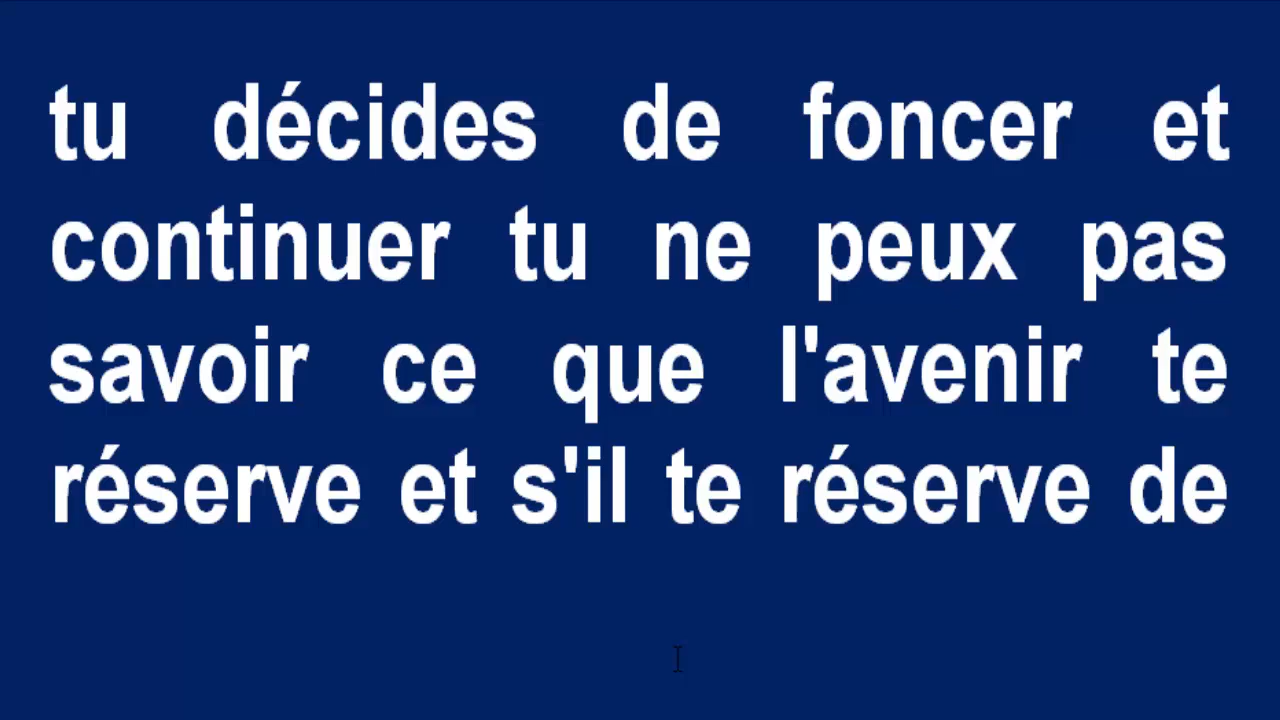 tu décides de foncer et
continuer tu ne peux pas
savoir ce que l'avenir te
réserve et s'il te réserve de